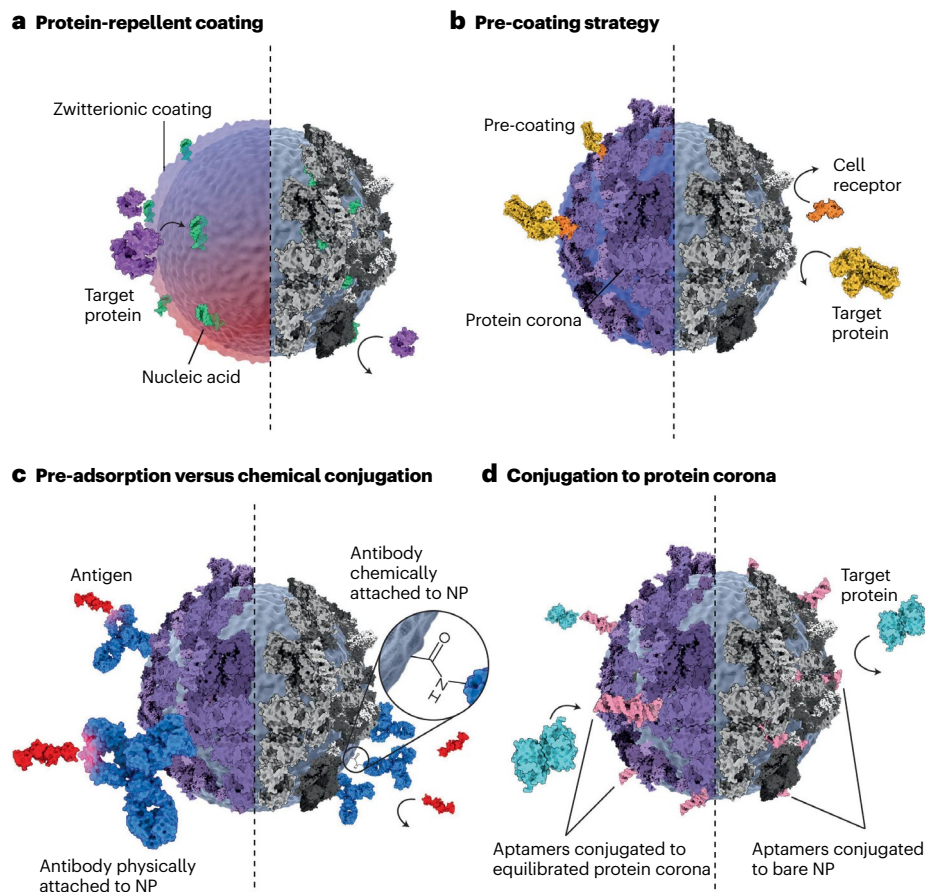 a Protein-repellent coating
Zwitterionic coating
Target
protein
Nucleic acid
b Pre-coating strategy
Pre-coating
Cell
receptor
Protein corona
Target
protein
c Pre-adsorption versus chemical conjugation
Antigen
Antibody
chemically
attached to NP
O
N
H
Antibody physically
attached to NP
d Conjugation to protein corona
Target
protein
Aptamers conjugated to
equilibrated protein corona
Aptamers conjugated
to bare NP